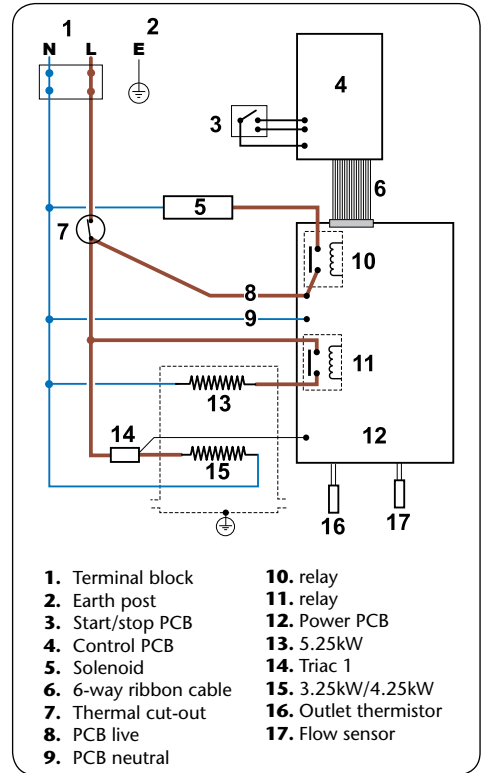 1
2
N
L
E
4
3
6
5
7
10
8
9
11
13
14
12
15
16
17
1. Terminal block
2. Earth post
3. Start/stop PCB
4. Control PCB
5. Solenoid
6. 6-way ribbon cable
7. Thermal cut-out
8. PCB live
9. PCB neutral
10. relay
11. relay
12. Power PCB
13. 5.25kW
14. Triac 1
15. 3.25kW/4.25kW
16. Outlet thermistor
17. Flow sensor